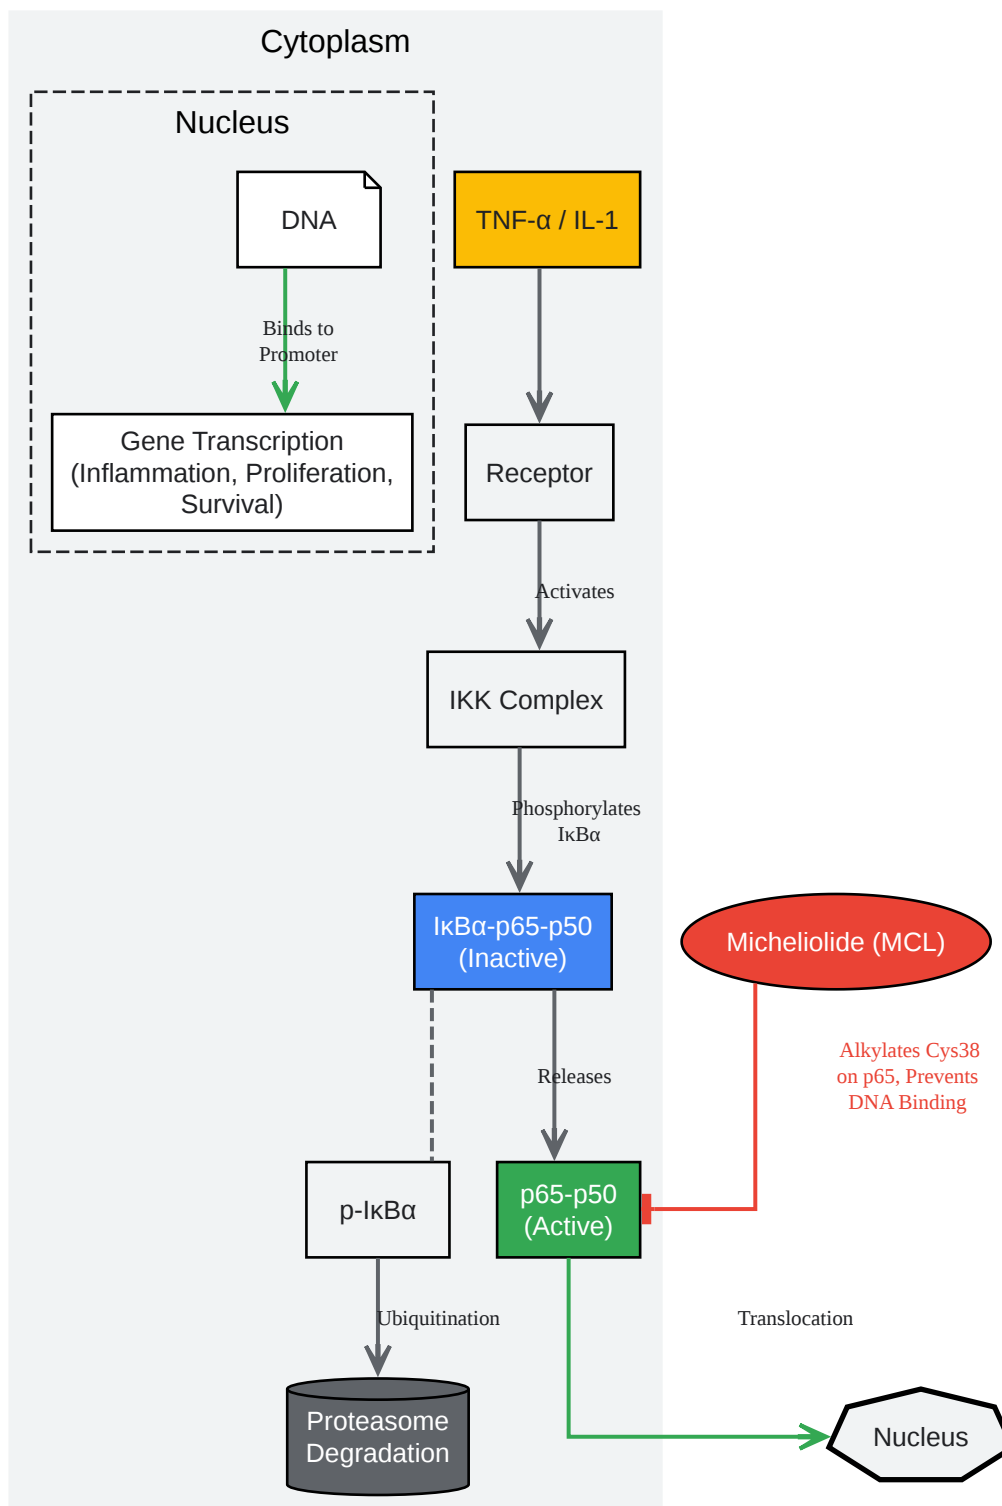 Cytoplasm
Nucleus
DNA
TNF-α / IL-1
Binds to
Promoter
Gene Transcription
(Inflammation, Proliferation,
Survival)
Receptor
Activates
IKK Complex
Phosphorylates
IκBα
IκBα-p65-p50
(Inactive)
Micheliolide (MCL)
Releases
Alkylates Cys38
on p65, Prevents
DNA Binding
p-IκBα
p65-p50
(Active)
Ubiquitination
Translocation
Proteasome
Degradation
Nucleus